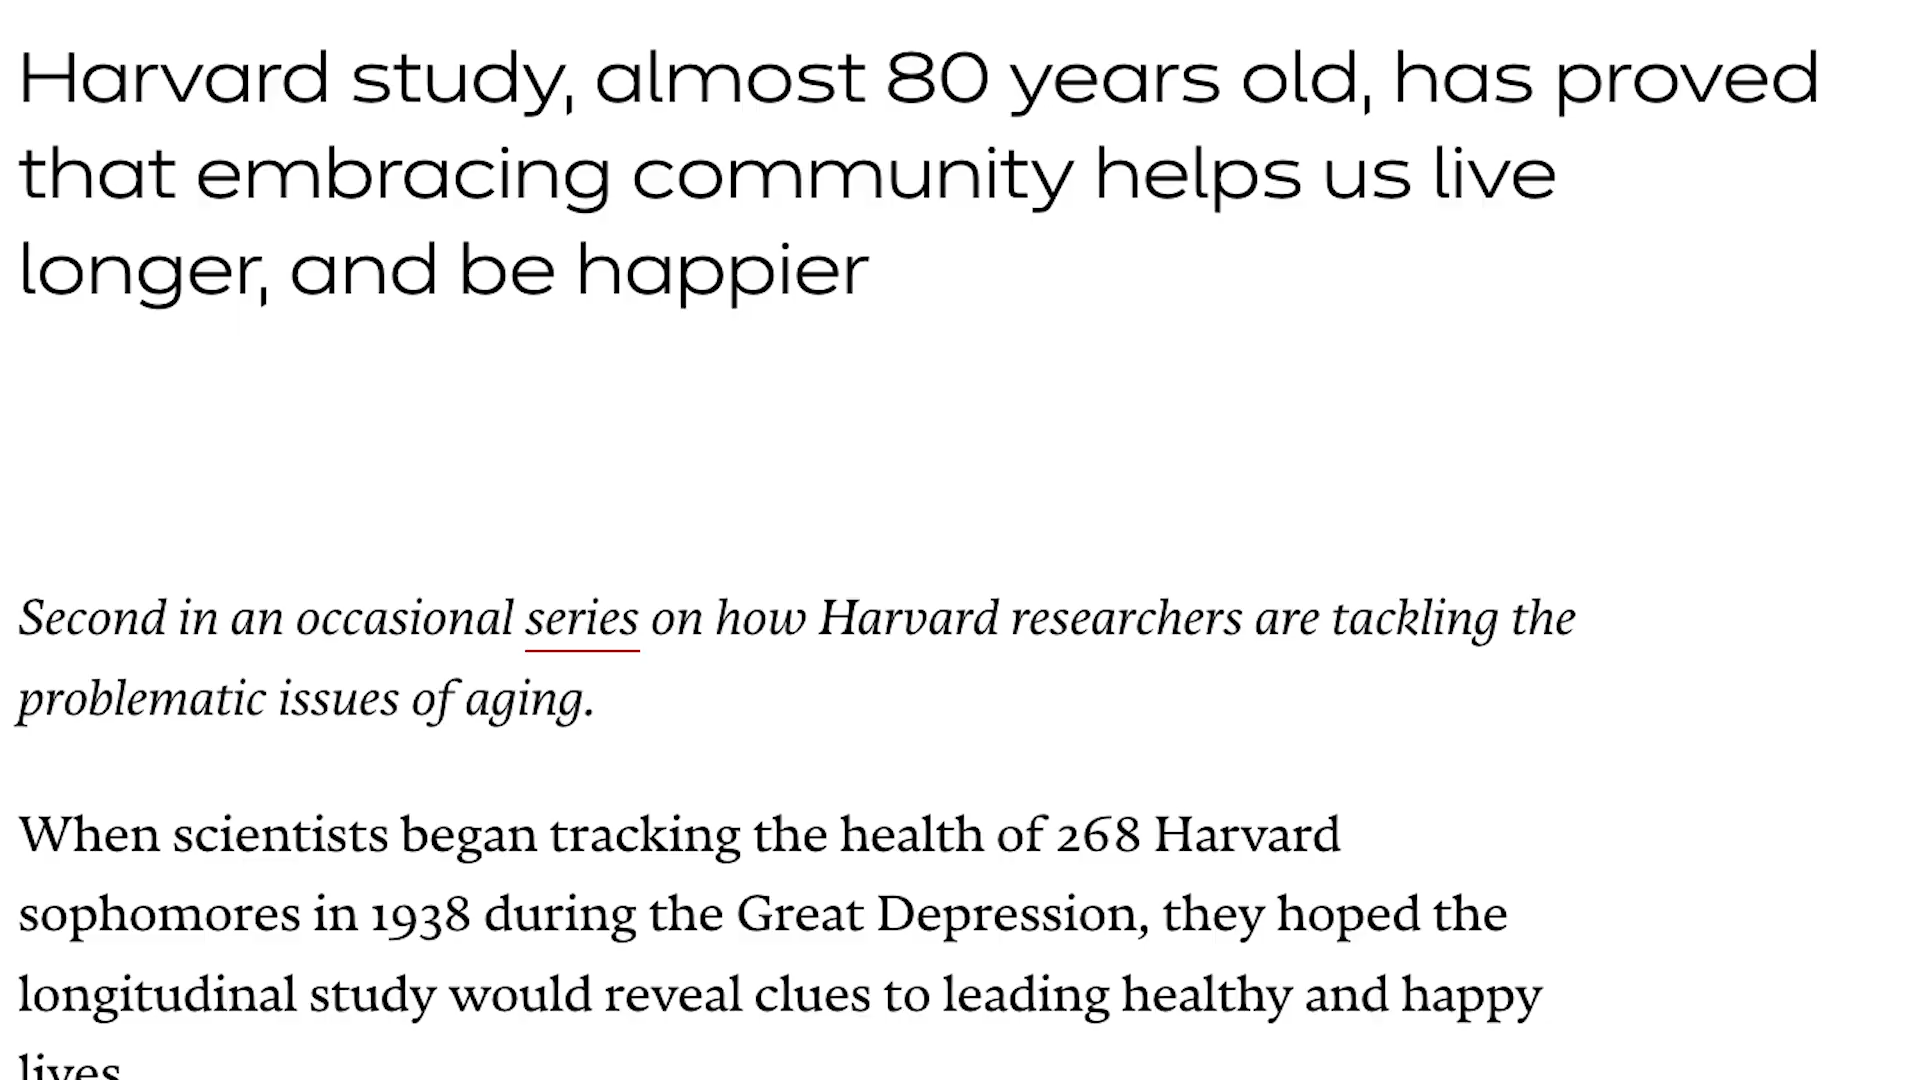 Harvard study, almost 80 years old, has proved
that embracing community helps us live
longer, and be happier
Second in an occasional series on how Harvard researchers are tackling the
problematic issues of aging.
When scientists began tracking the health of 268 Harvard
sophomores in 1938 during the Great Depression, they hoped the
longitudinal study would reveal clues to leading healthy and happy
lives.